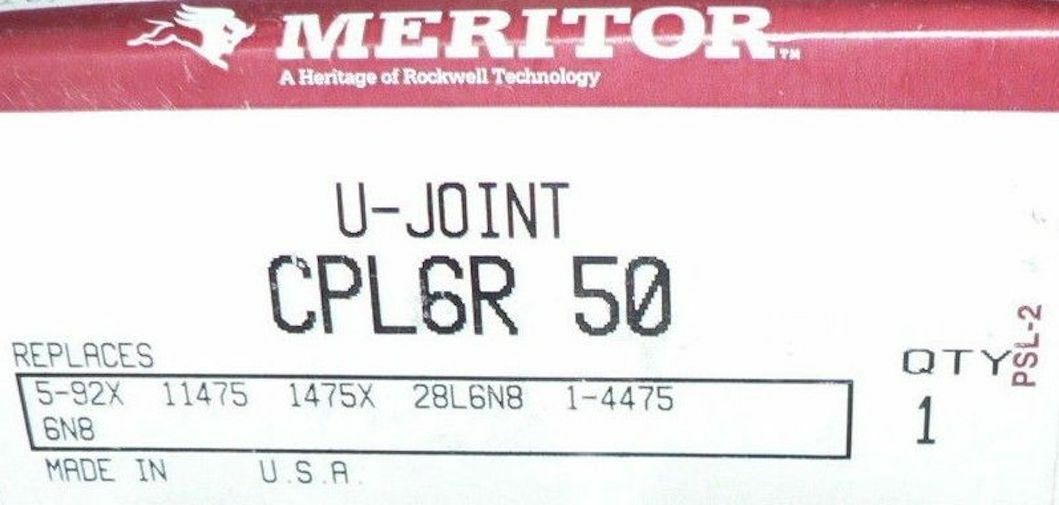 MERITOR™
A Heritage of Rockwell Technology
U-JOINT
CPL6R 50
REPLACES
5-92X 11475 1475X 28L6N8 1-4475
6N8
QTY
1
PSL-2
MADE IN U.S.A.